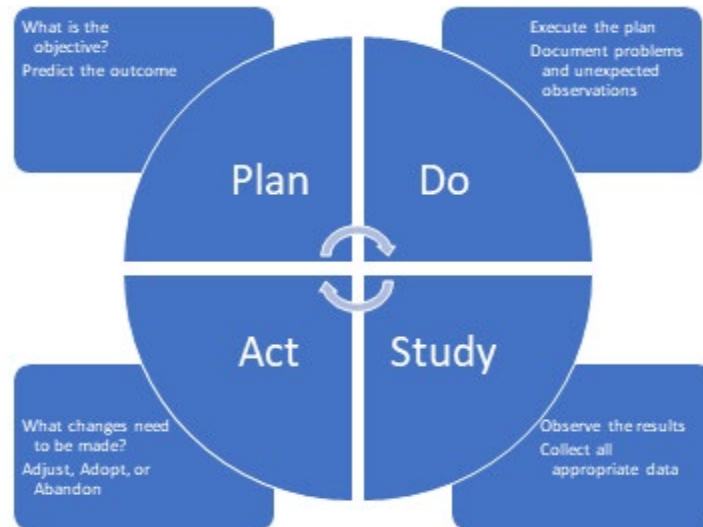 What is the
objective?
Predict the outcome
Execute the plan
Document problems
and unexpected
observations
Plan
Do
Act
Study
What changes need
to be made?
Adjust, Adopt, or
Abandon
Observe the results
Collect all
appropriate data